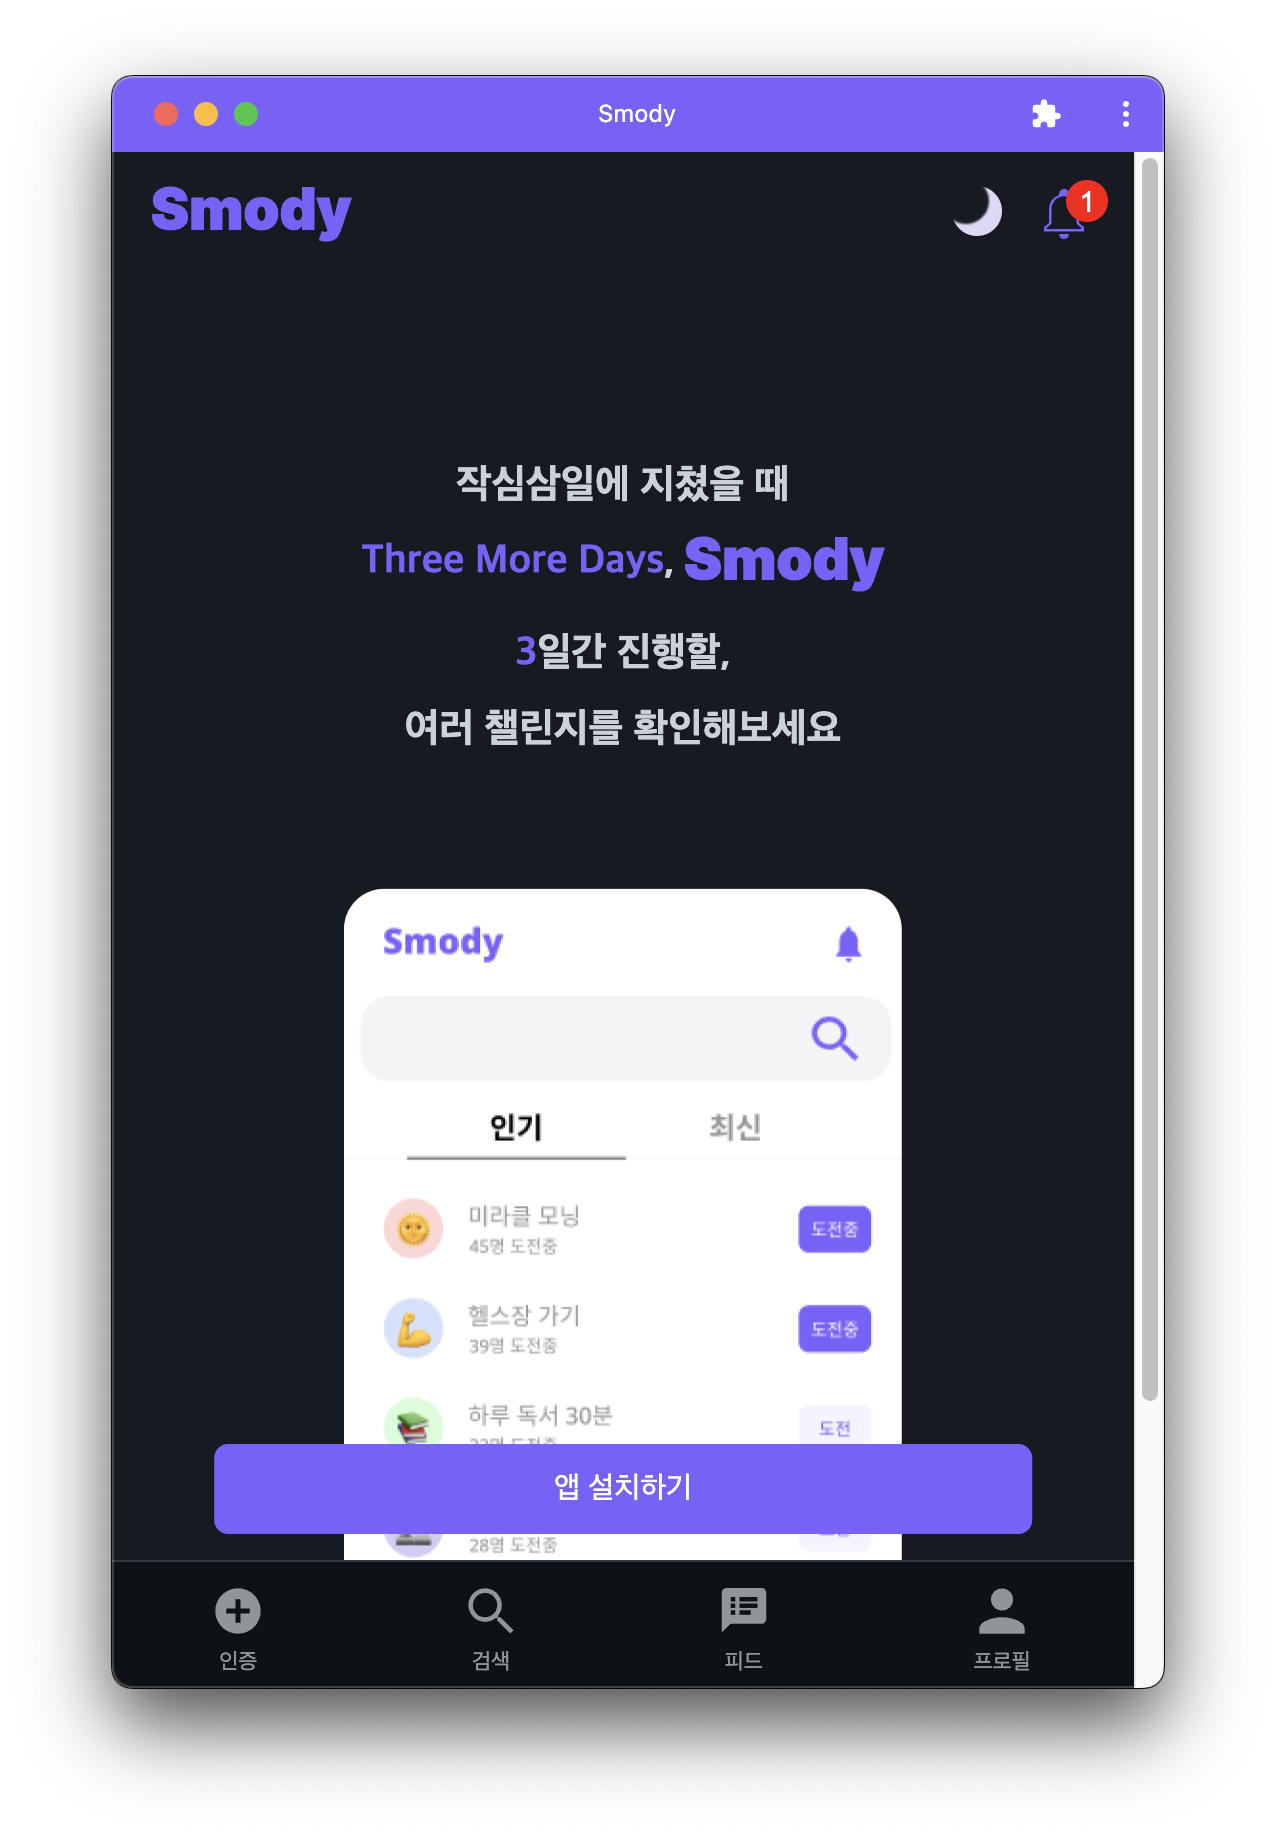 Smody
Smody
1
작심삼일에 지쳤을 때
Three More Days, Smody
3일간 진행할,
여러 챌린지를 확인해보세요
Smody
인기 최신
미라클 모닝
45명 도전중
도전중
헬스장 가기
39명 도전중
도전중
하루 독서 30분
도전
앱 설치하기
28명 도전중
인증 검색 피드 프로필